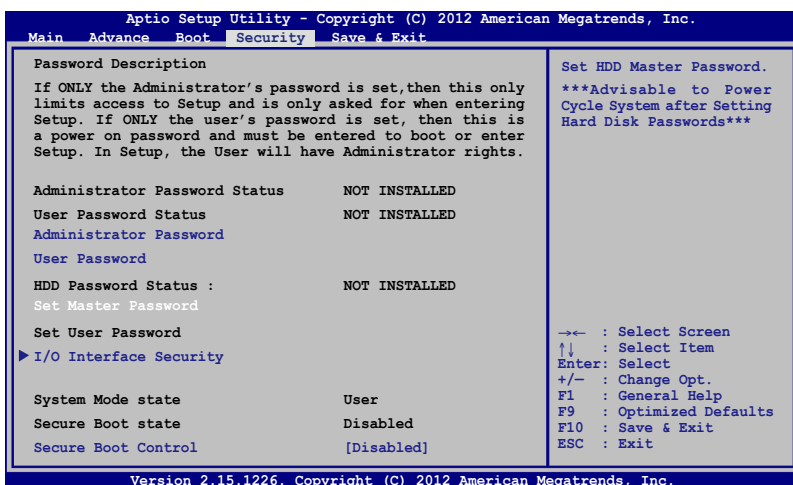 Aptio Setup Utility - Copyright (C) 2012 American Megatrends, Inc.
Main Advance Boot Security Save & Exit
Password Description
If ONLY the Administrator's password is set,then this only
limits access to Setup and is only asked for when entering
Setup. If ONLY the user's password is set, then this is
a power on password and must be entered to boot or enter
Setup. In Setup, the User will have Administrator rights.
Administrator Password Status NOT INSTALLED
User Password Status NOT INSTALLED
Administrator Password
User Password
HDD Password Status : NOT INSTALLED
Set Master Password
Set User Password
I/O Interface Security
System Mode state User
Secure Boot state Disabled
Secure Boot Control [Disabled]
Set HDD Master Password.
***Advisable to Power
Cycle System after Setting
Hard Disk Passwords***
→← : Select Screen
↑↓ : Select Item
Enter: Select
+/— : Change Opt.
F1 : General Help
F9 : Optimized Defaults
F10 : Save & Exit
ESC : Exit
Version 2.15.1226. Copyright (C) 2012 American Megatrends, Inc.